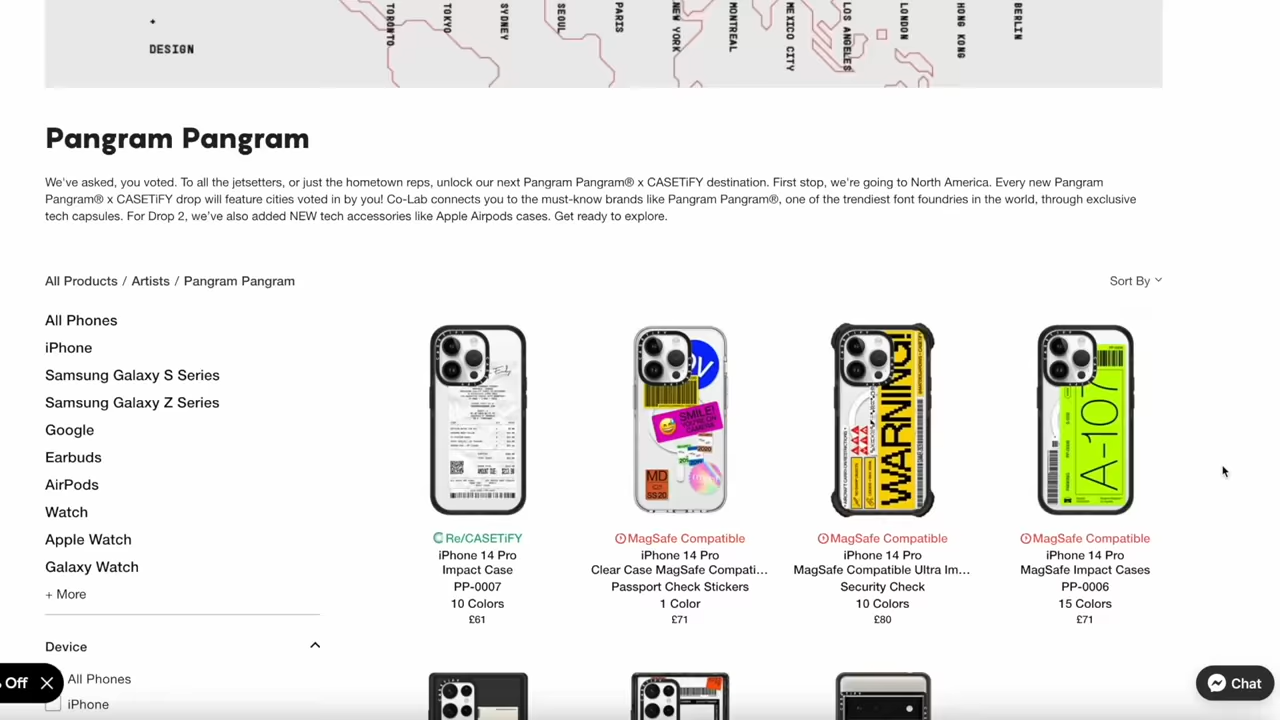 DESIGN
TORONTO
TOKYO
SYDNEY
SEOUL
PARIS
NEW YORK
MONTREAL
MEXICO CITY
LOS ANGELES
LONDON
HONG KONG
BERLIN
Pangram Pangram
We've asked, you voted. To all the jetsetters, or just the hometown reps, unlock our next Pangram Pangram® x CASETiFY destination. First stop, we're going to North America. Every new Pangram
Pangram® x CASETiFY drop will feature cities voted in by you! Co-Lab connects you to the must-know brands like Pangram Pangram®, one of the trendiest font foundries in the world, through exclusive
tech capsules. For Drop 2, we've also added NEW tech accessories like Apple Airpods cases. Get ready to explore.
All Products / Artists / Pangram Pangram
Sort By
All Phones
iPhone
Samsung Galaxy S Series
Samsung Galaxy Z Series
Google
Earbuds
AirPods
Watch
Apple Watch
Galaxy Watch
+ More
Device
All Phones
iPhone
Off
SMILE!
MD
SS20
WARNING!
A-107
Re/CASETiFY
iPhone 14 Pro
Impact Case
PP-0007
10 Colors
£61
MagSafe Compatible
iPhone 14 Pro
Clear Case MagSafe Compati...
Passport Check Stickers
1 Color
£71
MagSafe Compatible
iPhone 14 Pro
MagSafe Compatible Ultra Im...
Security Check
10 Colors
£80
MagSafe Compatible
iPhone 14 Pro
MagSafe Impact Cases
PP-0006
15 Colors
£71
Chat